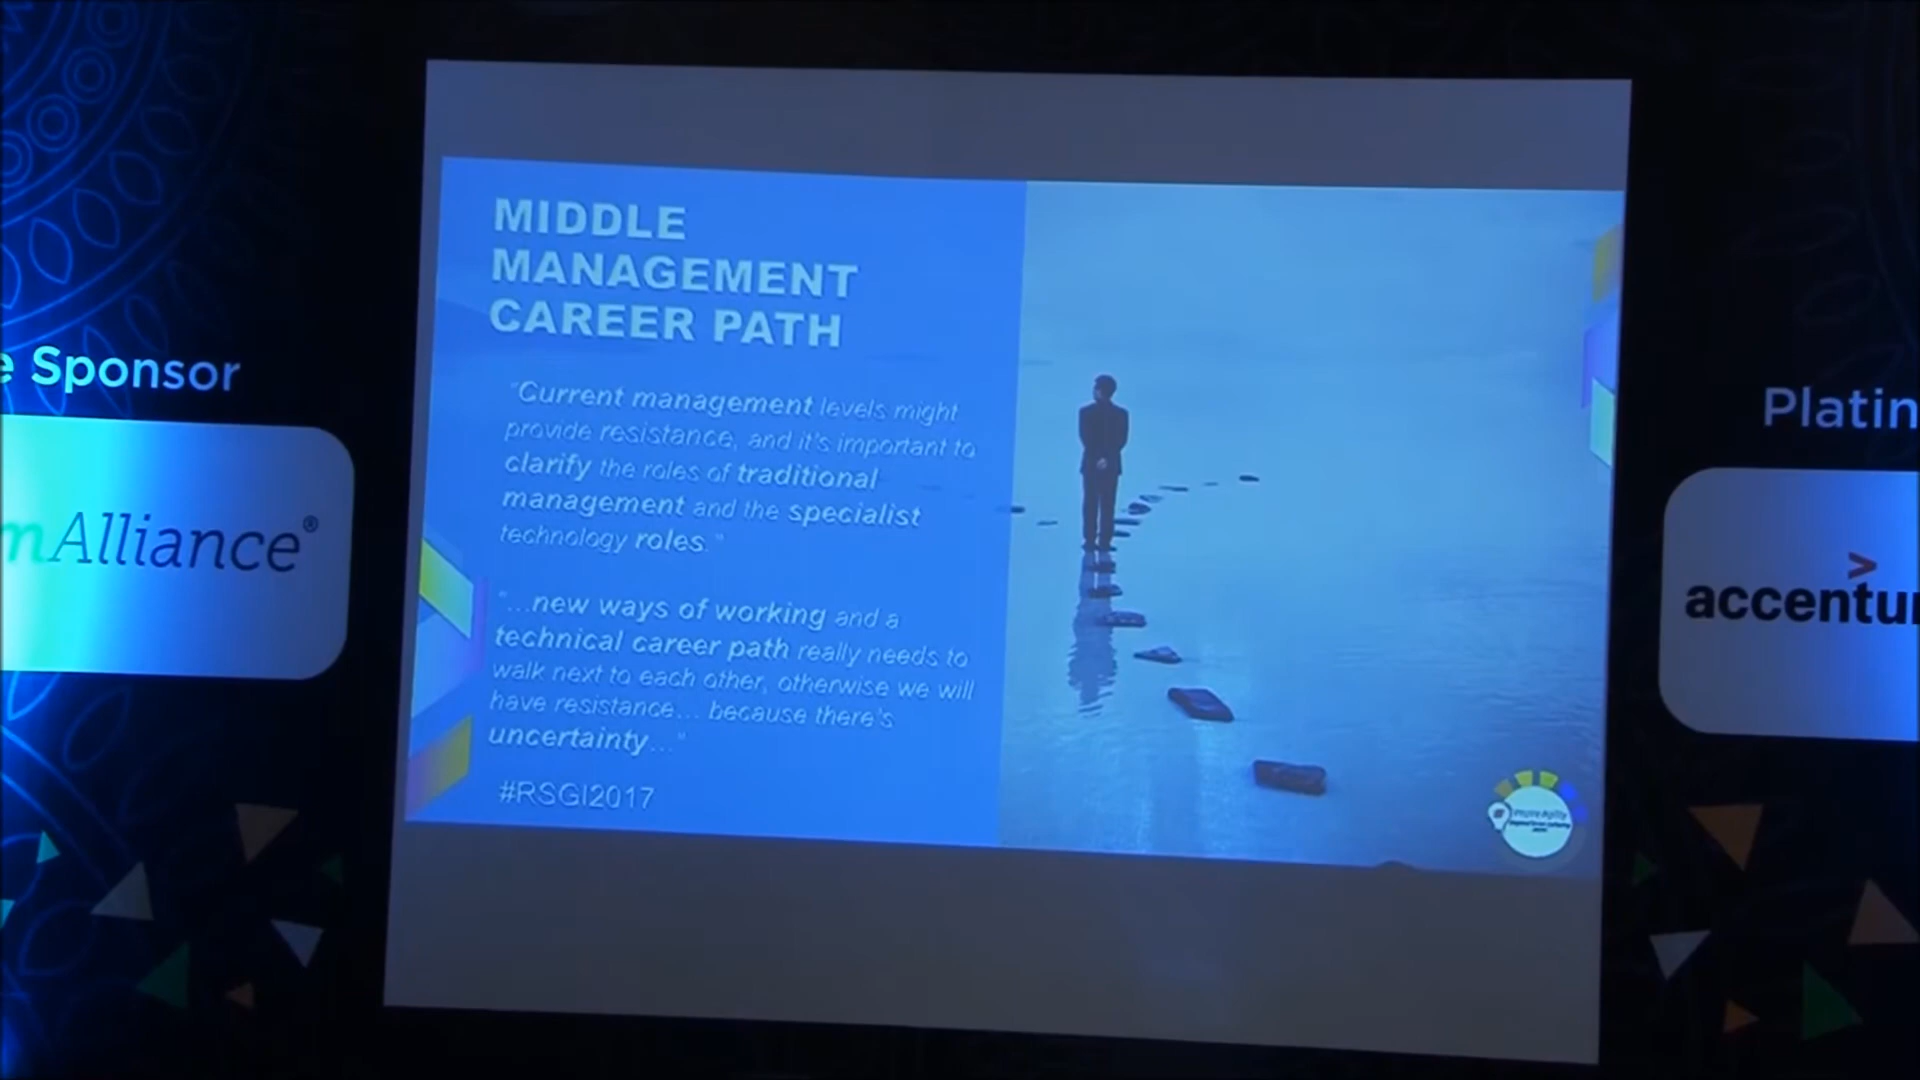 MIDDLE
MANAGEMENT
CAREER PATH
"Current management levels might
provide resistance, and it's important to
clarify the roles of traditional
management and the specialist
technology roles."
"...new ways of working and a
technical career path really needs to
walk next to each other, otherwise we will
have resistance... because there's
uncertainty..."
#RSGI2017
e Sponsor
mAlliance®
Platin
>
accentur